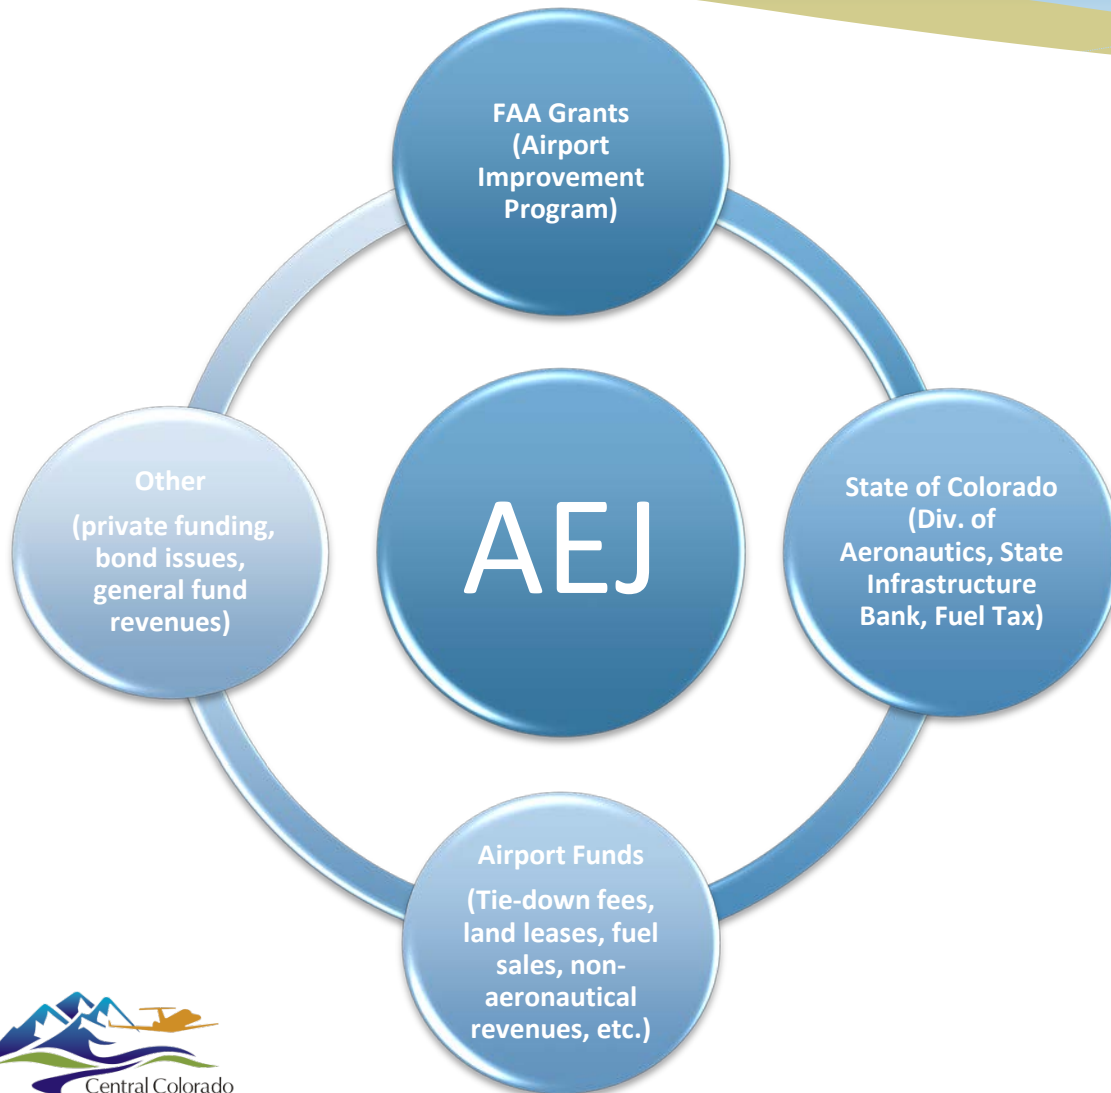 FAA Grants
(Airport
Improvement
Program)
Other
(private funding,
bond issues,
general fund
revenues)
AEJ
State of Colorado
(Div. of
Aeronautics, State
Infrastructure
Bank, Fuel Tax)
Airport Funds
(Tie-down fees,
land leases, fuel
sales, non-
aeronautical
revenues, etc.)
Central Colorado